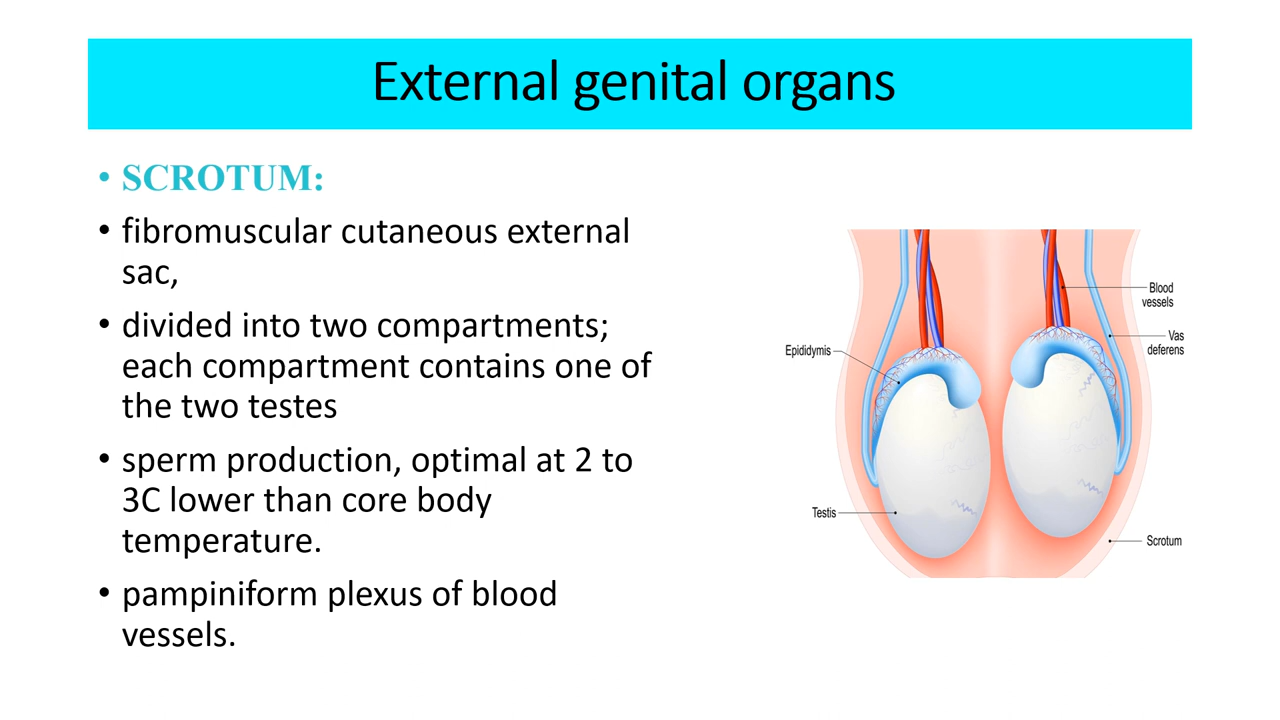 External genital organs
• SCROTUM:
• fibromuscular cutaneous external
sac,
• divided into two compartments;
each compartment contains one of
the two testes
• sperm production, optimal at 2 to
3C lower than core body
temperature.
• pampiniform plexus of blood
vessels.
Blood
vessels
Vas
deferens
Epididymis
Testis
Scrotum